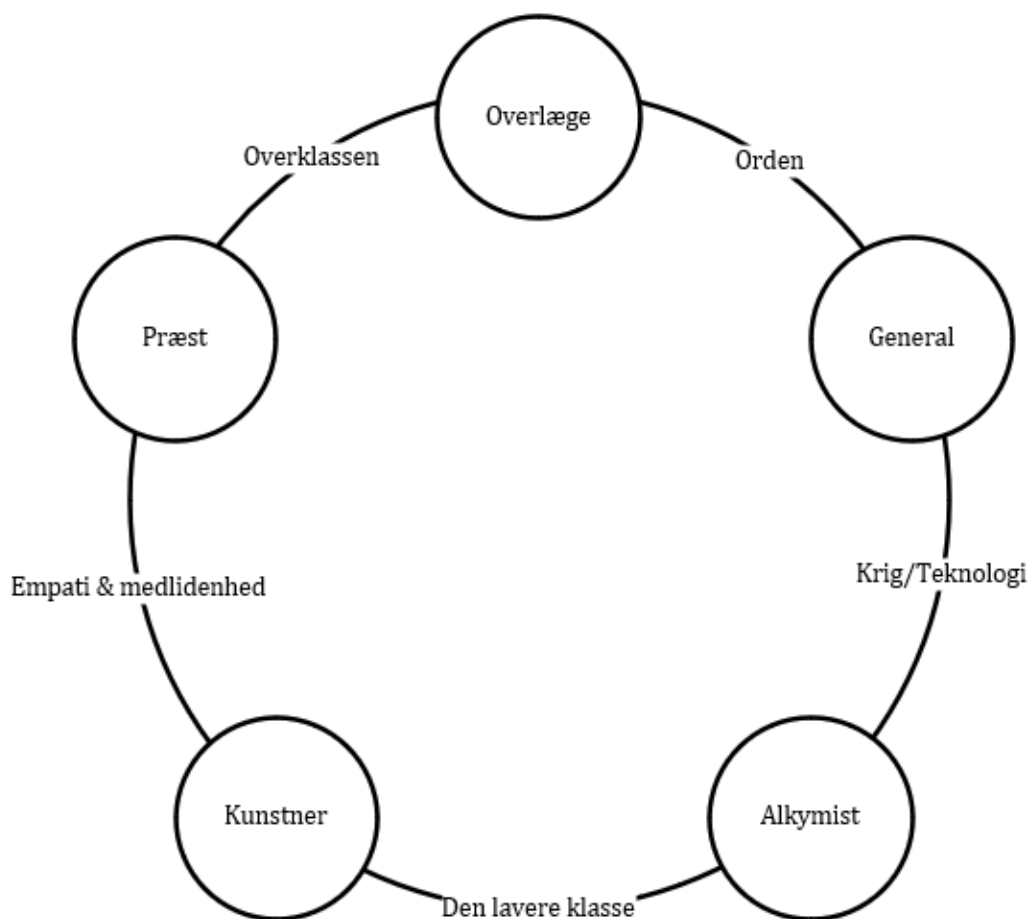 Overlæge
Overklassen
Orden
Præst
General
Empati & medlidenhed
Krig/Teknologi
Kunstner
Alkymist
Den lavere klasse